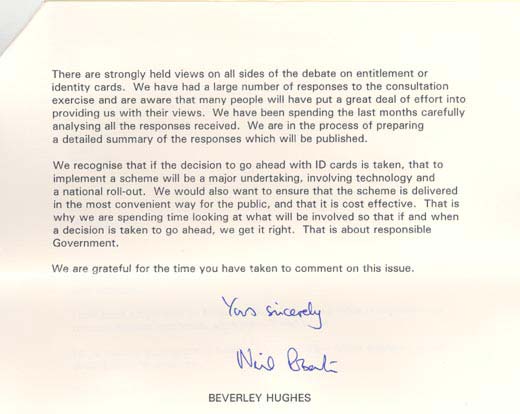 There are strongly held views on all sides of the debate on entitlement or
identity cards. We have had a large number of responses to the consultation
exercise and are aware that many people will have put a great deal of effort into
providing us with their views. We have been spending the last months carefully
analysing all the responses received. We are in the process of preparing
a detailed summary of the responses which will be published.
We recognise that if the decision to go ahead with ID cards is taken, that to
implement a scheme will be a major undertaking, involving technology and
a national roll-out. We would also want to ensure that the scheme is delivered
in the most convenient way for the public, and that it is cost effective. That is
why we are spending time looking at what will be involved so that if and when
a decision is taken to go ahead, we get it right. That is about responsible
Government.
We are grateful for the time you have taken to comment on this issue.
Yours sincerely
BEVERLEY HUGHES